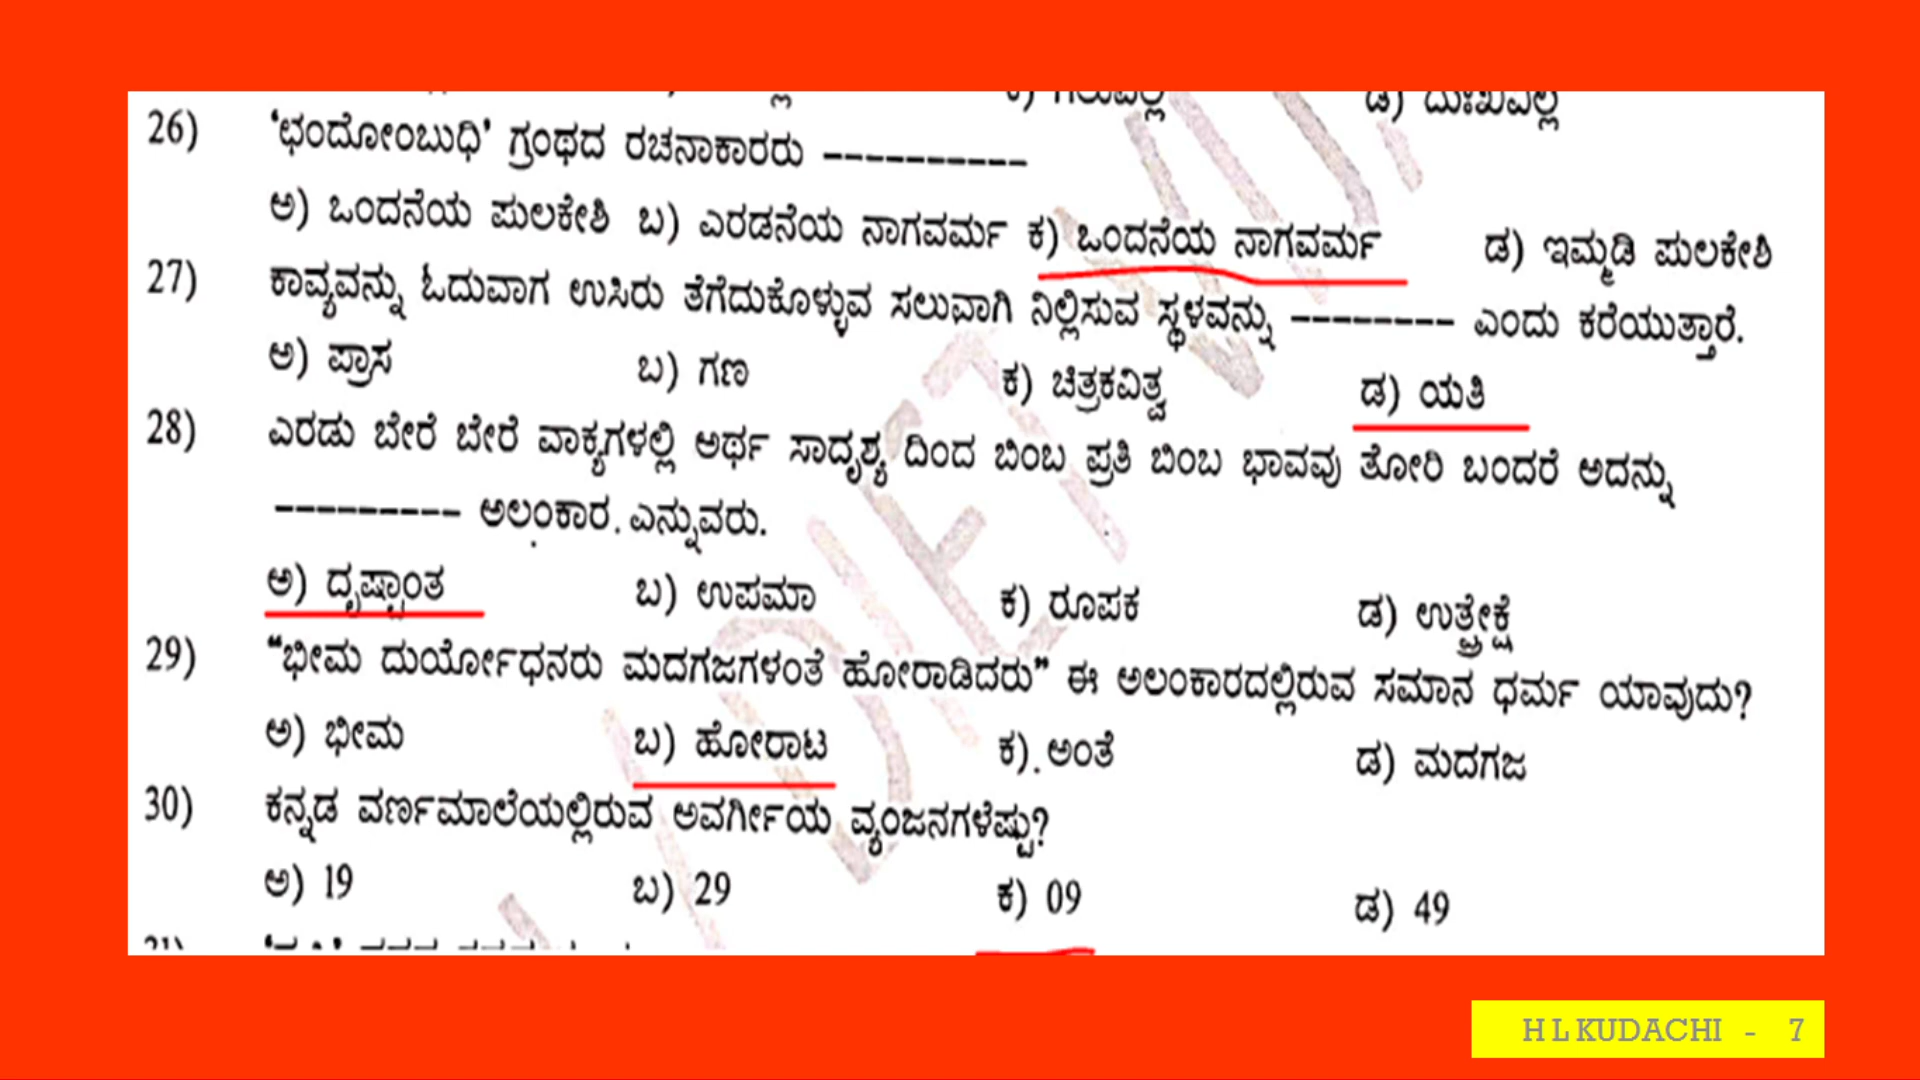 ಡ) ದುಃಖವಿಲ್ಲ
26) ‘ಛಂದೋಂಬುಧಿ’ ಗ್ರಂಥದ ರಚನಾಕಾರರು ----------
ಅ) ಒಂದನೆಯ ಪುಲಕೇಶಿ ಬ) ಎರಡನೆಯ ನಾಗವರ್ಮ ಕ) ಒಂದನೆಯ ನಾಗವರ್ಮ ಡ) ಇಮ್ಮಡಿ ಪುಲಕೇಶಿ
27) ಕಾವ್ಯವನ್ನು ಓದುವಾಗ ಉಸಿರು ತೆಗೆದುಕೊಳ್ಳುವ ಸಲುವಾಗಿ ನಿಲ್ಲಿಸುವ ಸ್ಥಳವನ್ನು -------- ಎಂದು ಕರೆಯುತ್ತಾರೆ.
ಅ) ಪ್ರಾಸ ಬ) ಗಣ ಕ) ಚಿತ್ರಕವಿತ್ವ ಡ) ಯತಿ
28) ಎರಡು ಬೇರೆ ಬೇರೆ ವಾಕ್ಯಗಳಲ್ಲಿ ಅರ್ಥ ಸಾದೃಶ್ಯ ದಿಂದ ಬಿಂಬ ಪ್ರತಿ ಬಿಂಬ ಭಾವವು ತೋರಿ ಬಂದರೆ ಅದನ್ನು
--------- ಅಲಂಕಾರ. ಎನ್ನುವರು.
ಅ) ದೃಷ್ಟಾಂತ ಬ) ಉಪಮಾ ಕ) ರೂಪಕ ಡ) ಉತ್ಪ್ರೇಕ್ಷೆ
29) “ಭೀಮ ದುರ್ಯೋಧನರು ಮದಗಜಗಳಂತೆ ಹೋರಾಡಿದರು” ಈ ಅಲಂಕಾರದಲ್ಲಿರುವ ಸಮಾನ ಧರ್ಮ ಯಾವುದು?
ಅ) ಭೀಮ ಬ) ಹೋರಾಟ ಕ). ಅಂತೆ ಡ) ಮದಗಜ
30) ಕನ್ನಡ ವರ್ಣಮಾಲೆಯಲ್ಲಿರುವ ಅವರ್ಗೀಯ ವ್ಯಂಜನಗಳೆಷ್ಟು?
ಅ) 19 ಬ) 29 ಕ) 09 ಡ) 49
H L KUDACHI - 7